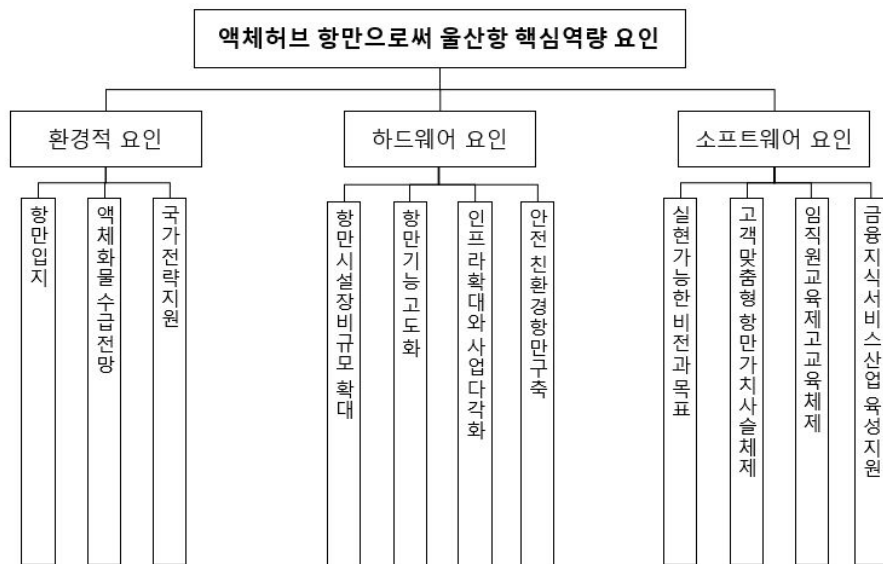 액체허브 항만으로써 울산항 핵심역량 요인
환경적 요인
하드웨어 요인
소프트웨어 요인
항만입지
액체화물 수급전망
국가전략지원
항만시설장비규모 확대
항만기능 고도화
인프라확대와 사업다각화
안전 친환경항만구축
실현가능한 비전과 목표
고객맞춤형 항만가치사슬체제
임직원교육제고교육체제
금융지식서비스산업 육성지원